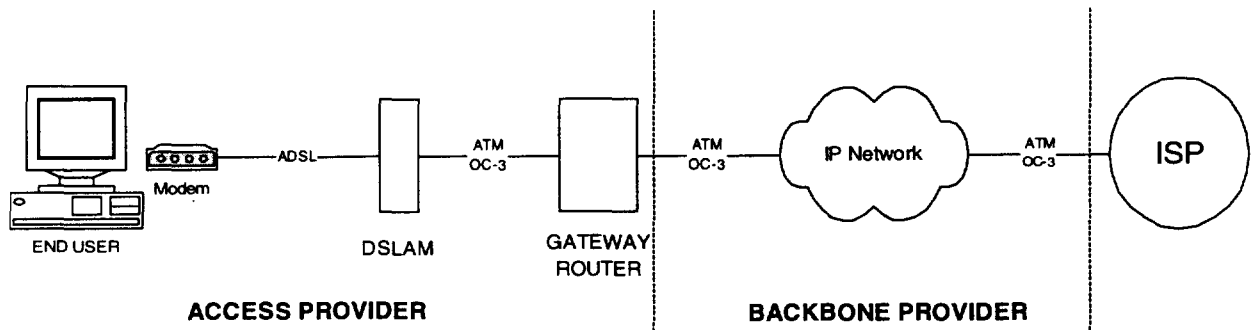 ADSL
ATM
OC-3
ATM
OC-3
IP Network
ATM
OC-3
ISP
Modem
END USER
DSLAM
GATEWAY
ROUTER
ACCESS PROVIDER
BACKBONE PROVIDER